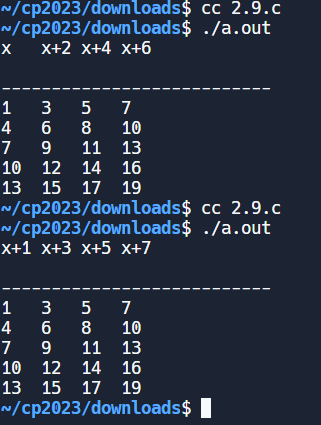 ~/cp2023/downloads$ cc 2.9.c
~/cp2023/downloads$ ./a.out
x   x+2 x+4 x+6
---------------------------
1   3   5   7
4   6   8   10
7   9   11  13
10  12  14  16
13  15  17  19
~/cp2023/downloads$ cc 2.9.c
~/cp2023/downloads$ ./a.out
x+1 x+3 x+5 x+7
---------------------------
1   3   5   7
4   6   8   10
7   9   11  13
10  12  14  16
13  15  17  19
~/cp2023/downloads$